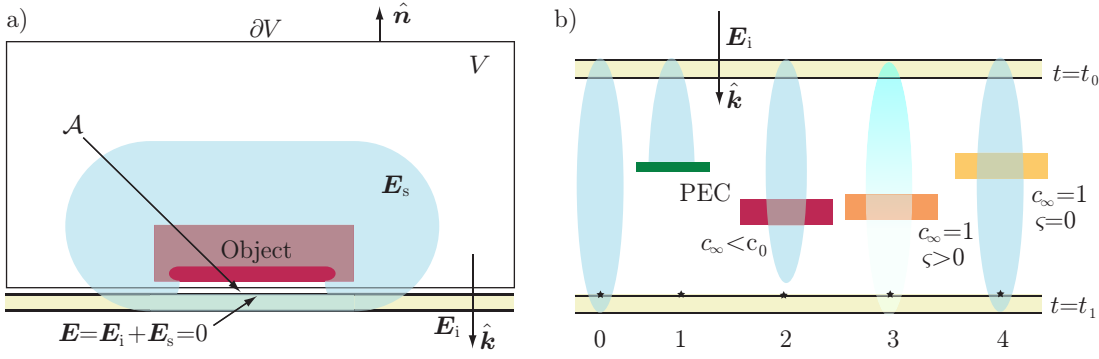 a)
∂V
n̂
V
𝒜
E_s
Object
E_i
k̂
E=E_i+E_s=0
b)
E_i
k̂
t=t_0
PEC
c_∞<c_0
c_∞=1
ς>0
c_∞=1
ς=0
t=t_1
0 1 2 3 4